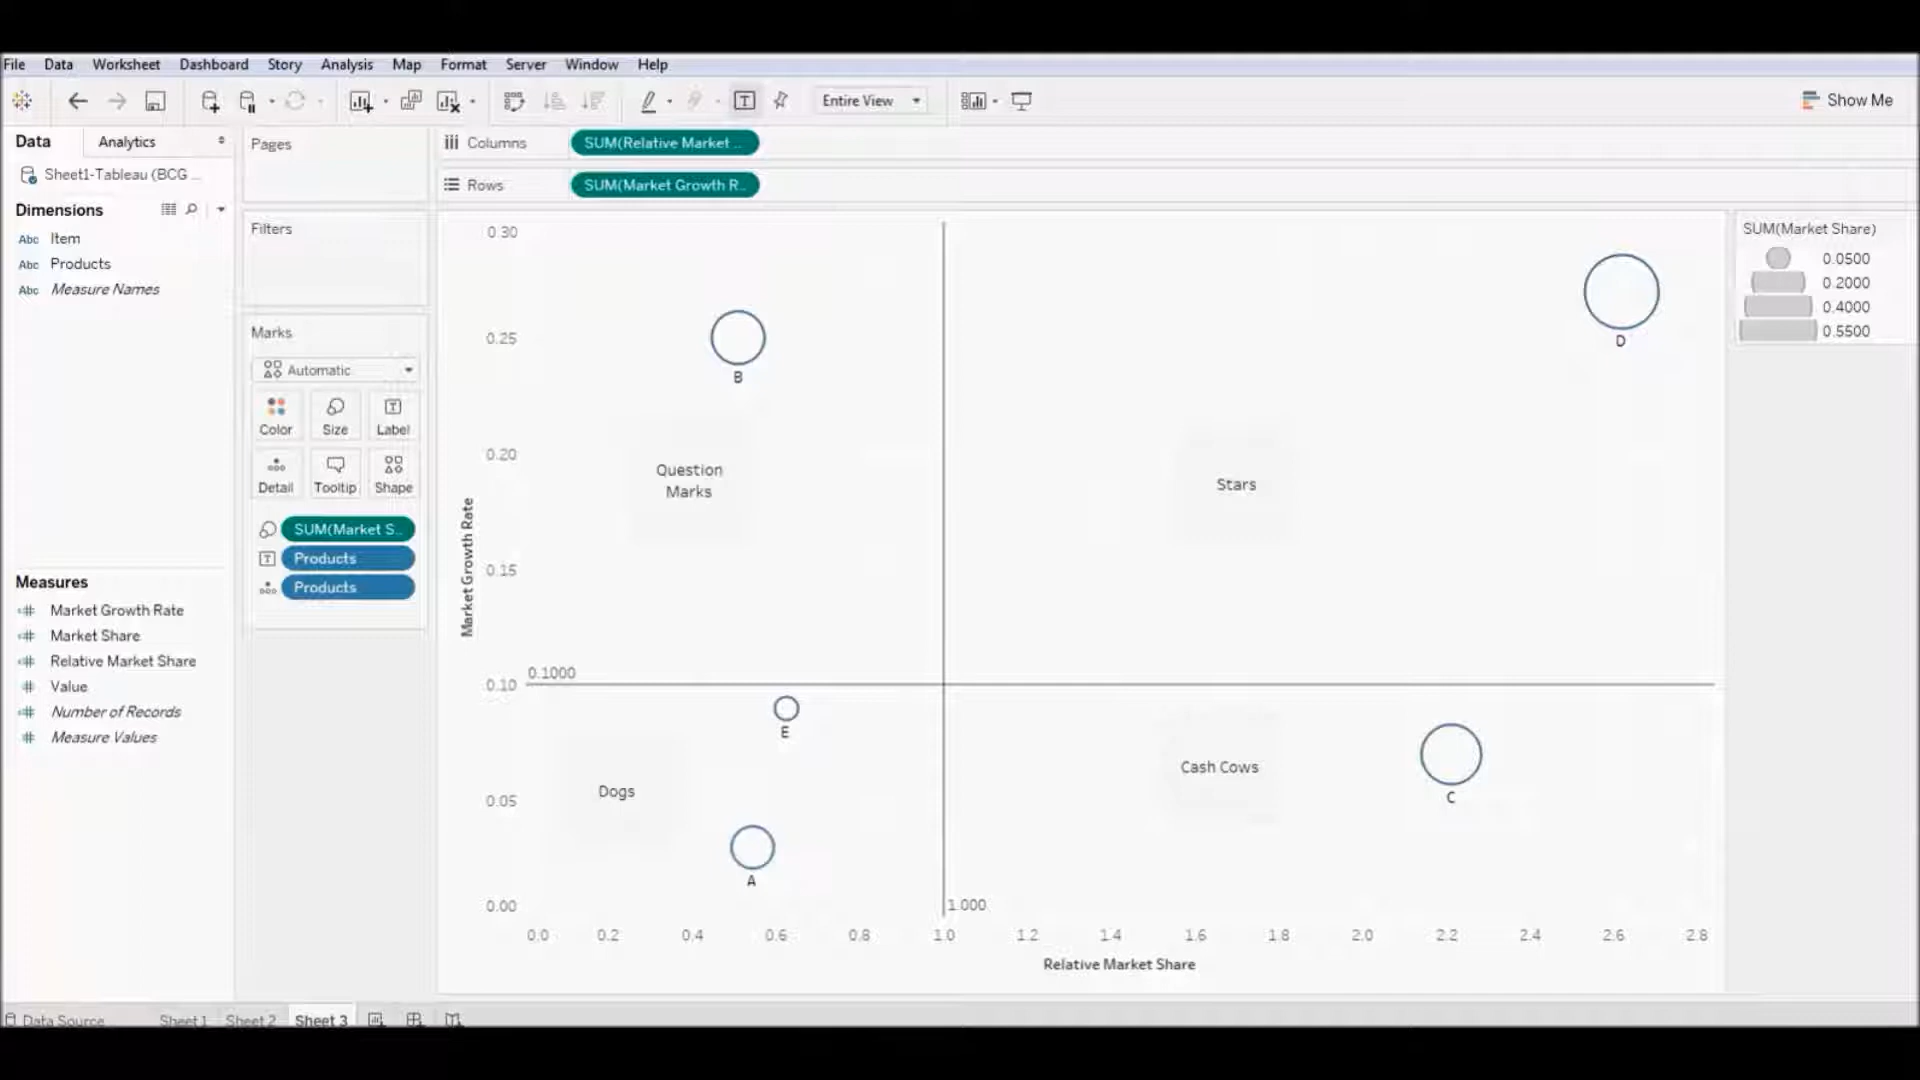 File Data Worksheet Dashboard Story Analysis Map Format Server Window Help
Entire View
Show Me
Data Analytics
Sheet1-Tableau (BCG ...
Dimensions
Abc Item
Abc Products
Abc Measure Names
Measures
# Market Growth Rate
# Market Share
# Relative Market Share
# Value
# Number of Records
# Measure Values
Pages
Filters
Marks
Automatic
Color Size Label
Detail Tooltip Shape
SUM(Market S..
Products
Products
Columns SUM(Relative Market ..
Rows SUM(Market Growth R..
0.30
0.25
0.20
0.15
0.10
0.05
0.00
Market Growth Rate
B
D
Question
Marks
Stars
0.1000
E
Dogs
Cash Cows
C
A
1.000
0.0 0.2 0.4 0.6 0.8 1.0 1.2 1.4 1.6 1.8 2.0 2.2 2.4 2.6 2.8
Relative Market Share
SUM(Market Share)
0.0500
0.2000
0.4000
0.5500
Data Source Sheet 1 Sheet 2 Sheet 3